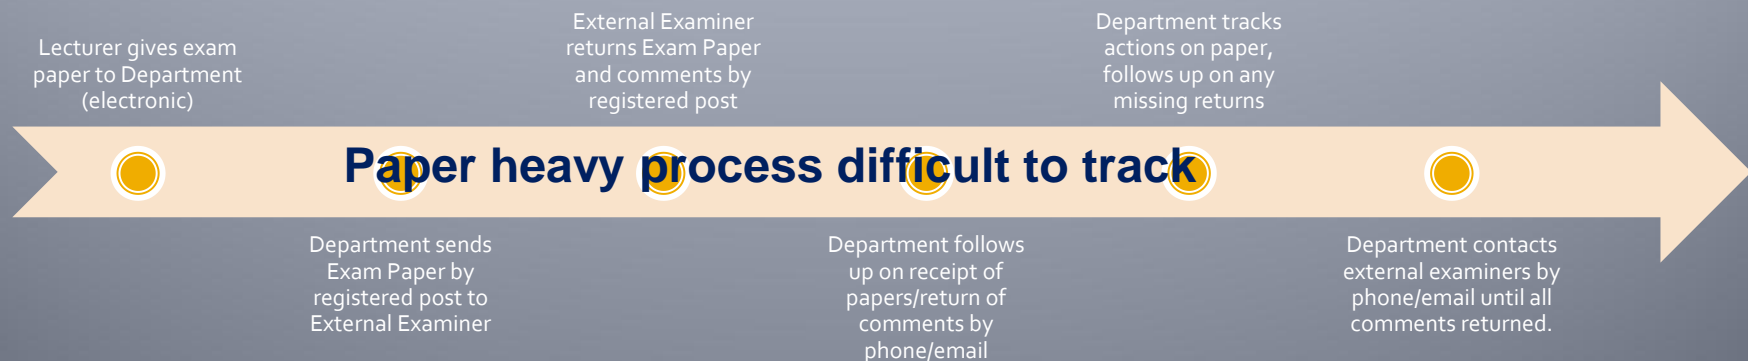 Lecturer gives exam
paper to Department
(electronic)
External Examiner
returns Exam Paper
and comments by
registered post
Department tracks
actions on paper,
follows up on any
missing returns
Paper heavy process difficult to track
Department sends
Exam Paper by
registered post to
External Examiner
Department follows
up on receipt of
papers/return of
comments by
phone/email
Department contacts
external examiners by
phone/email until all
comments returned.